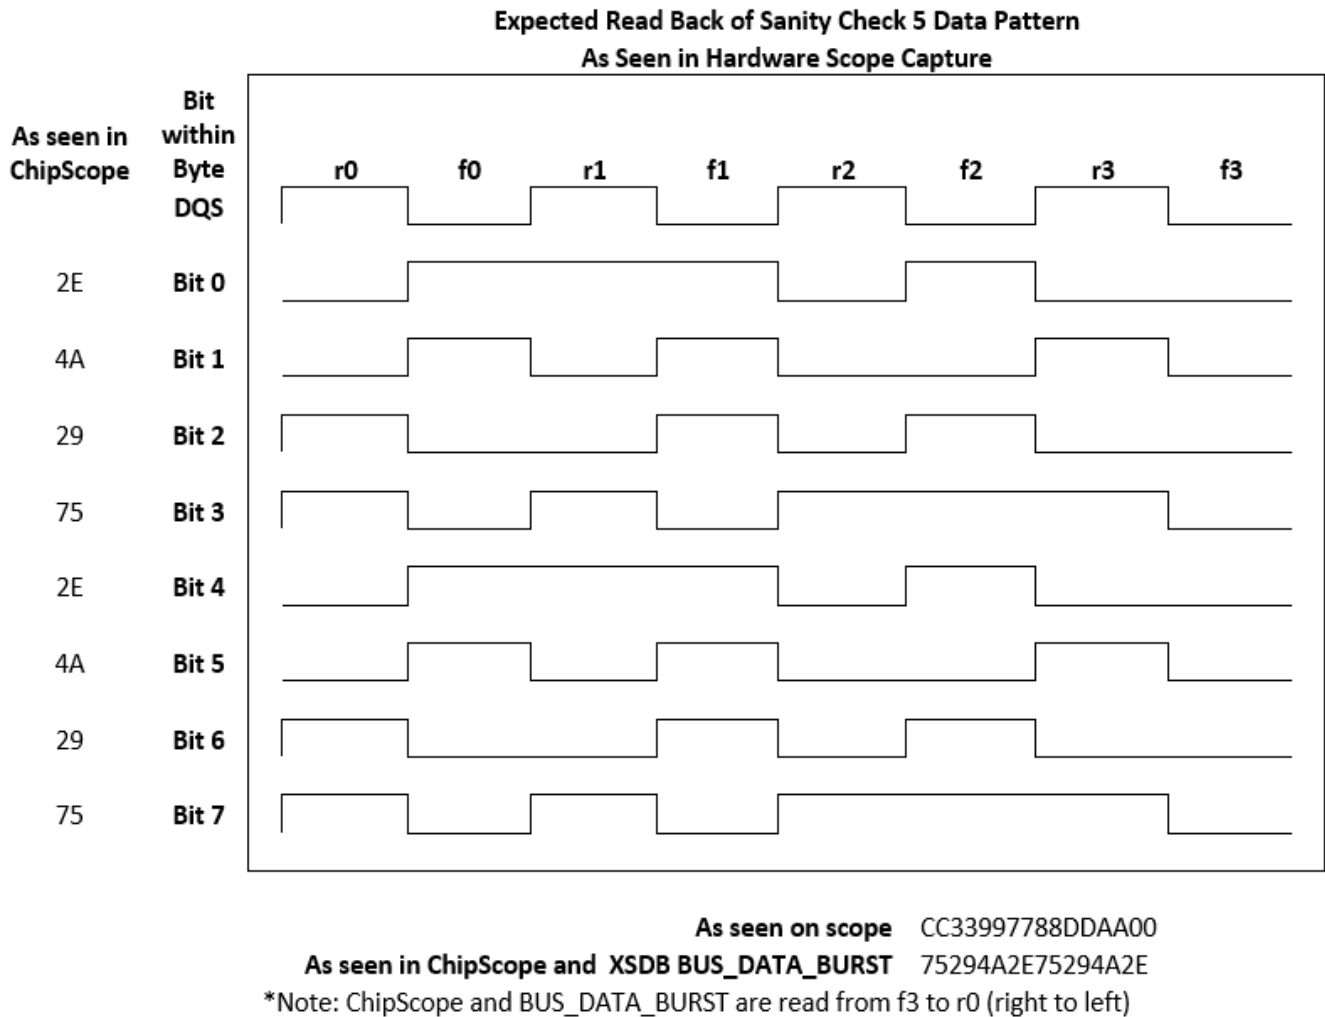 Expected Read Back of Sanity Check 5 Data Pattern
As Seen in Hardware Scope Capture
As seen in
ChipScope
Bit
within
Byte
DQS
r0 f0 r1 f1 r2 f2 r3 f3
2E Bit 0
4A Bit 1
29 Bit 2
75 Bit 3
2E Bit 4
4A Bit 5
29 Bit 6
75 Bit 7
As seen on scope CC33997788DDAA00
As seen in ChipScope and XSDB BUS_DATA_BURST 75294A2E75294A2E
*Note: ChipScope and BUS_DATA_BURST are read from f3 to r0 (right to left)